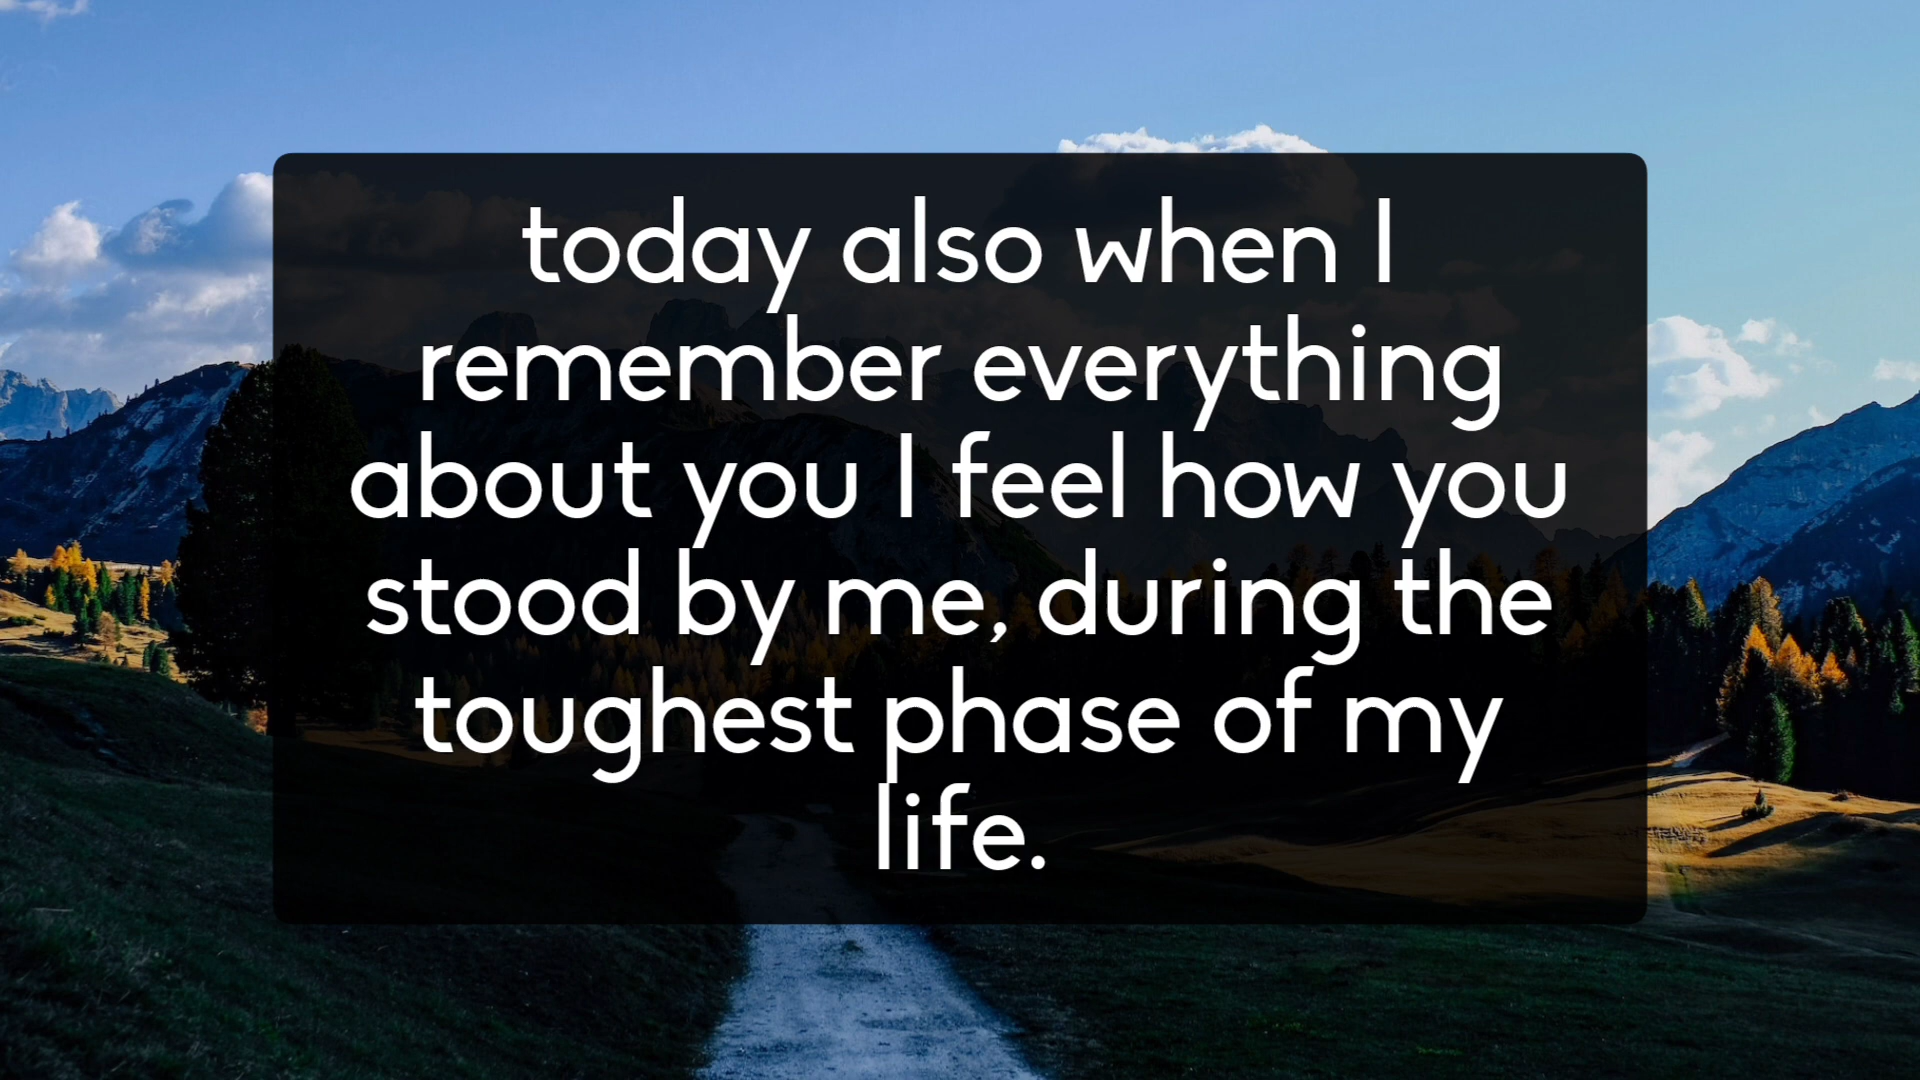 today also when I
remember everything
about you I feel how you
stood by me, during the
toughest phase of my
life.